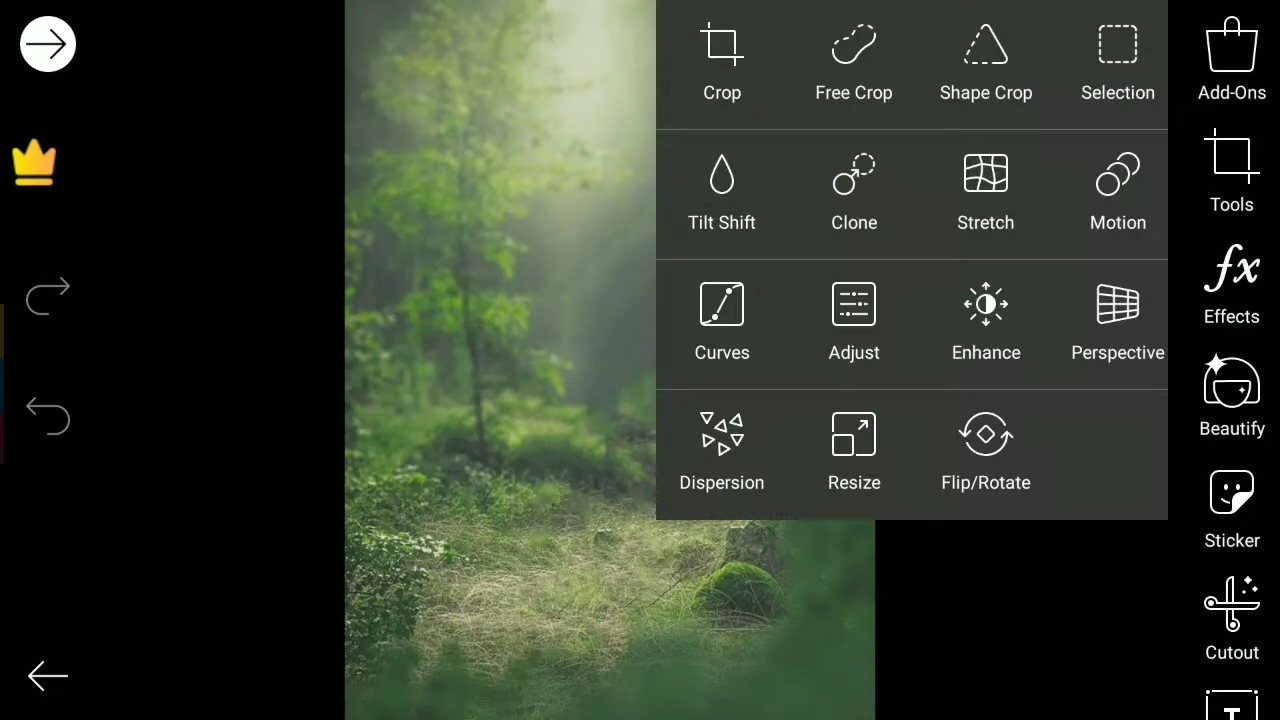 Crop
Free Crop
Shape Crop
Selection
Tilt Shift
Clone
Stretch
Motion
Curves
Adjust
Enhance
Perspective
Dispersion
Resize
Flip/Rotate
Add-Ons
Tools
fx
Effects
Beautify
Sticker
Cutout
T